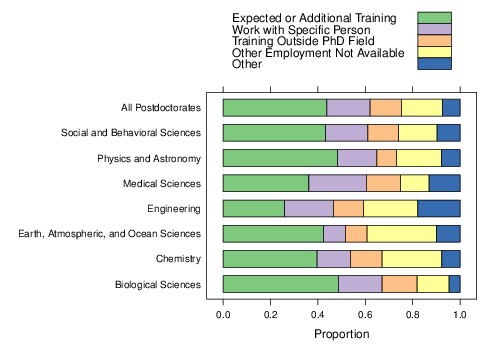 Expected or Additional Training
Work with Specific Person
Training Outside PhD Field
Other Employment Not Available
Other
All Postdoctorates
Social and Behavioral Sciences
Physics and Astronomy
Medical Sciences
Engineering
Earth, Atmospheric, and Ocean Sciences
Chemistry
Biological Sciences
0.0 0.2 0.4 0.6 0.8 1.0
Proportion